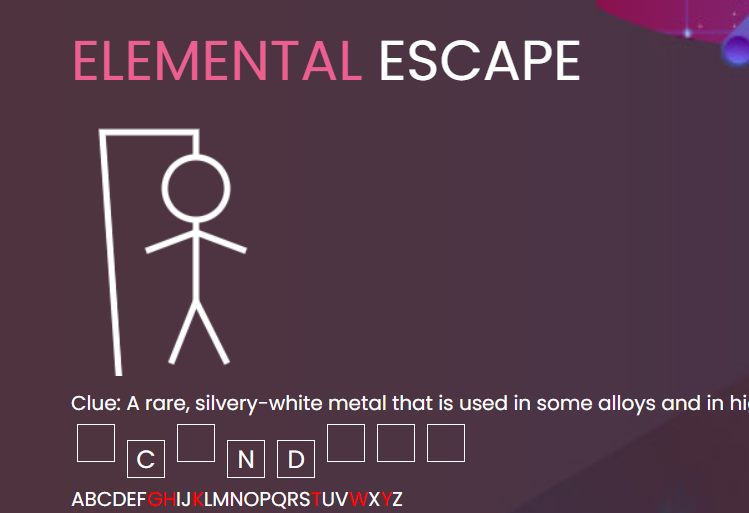 ELEMENTAL ESCAPE
Clue: A rare, silvery-white metal that is used in some alloys and in
C N D
ABCDEFGHIJKLMNOPQRSTUVWXYZ